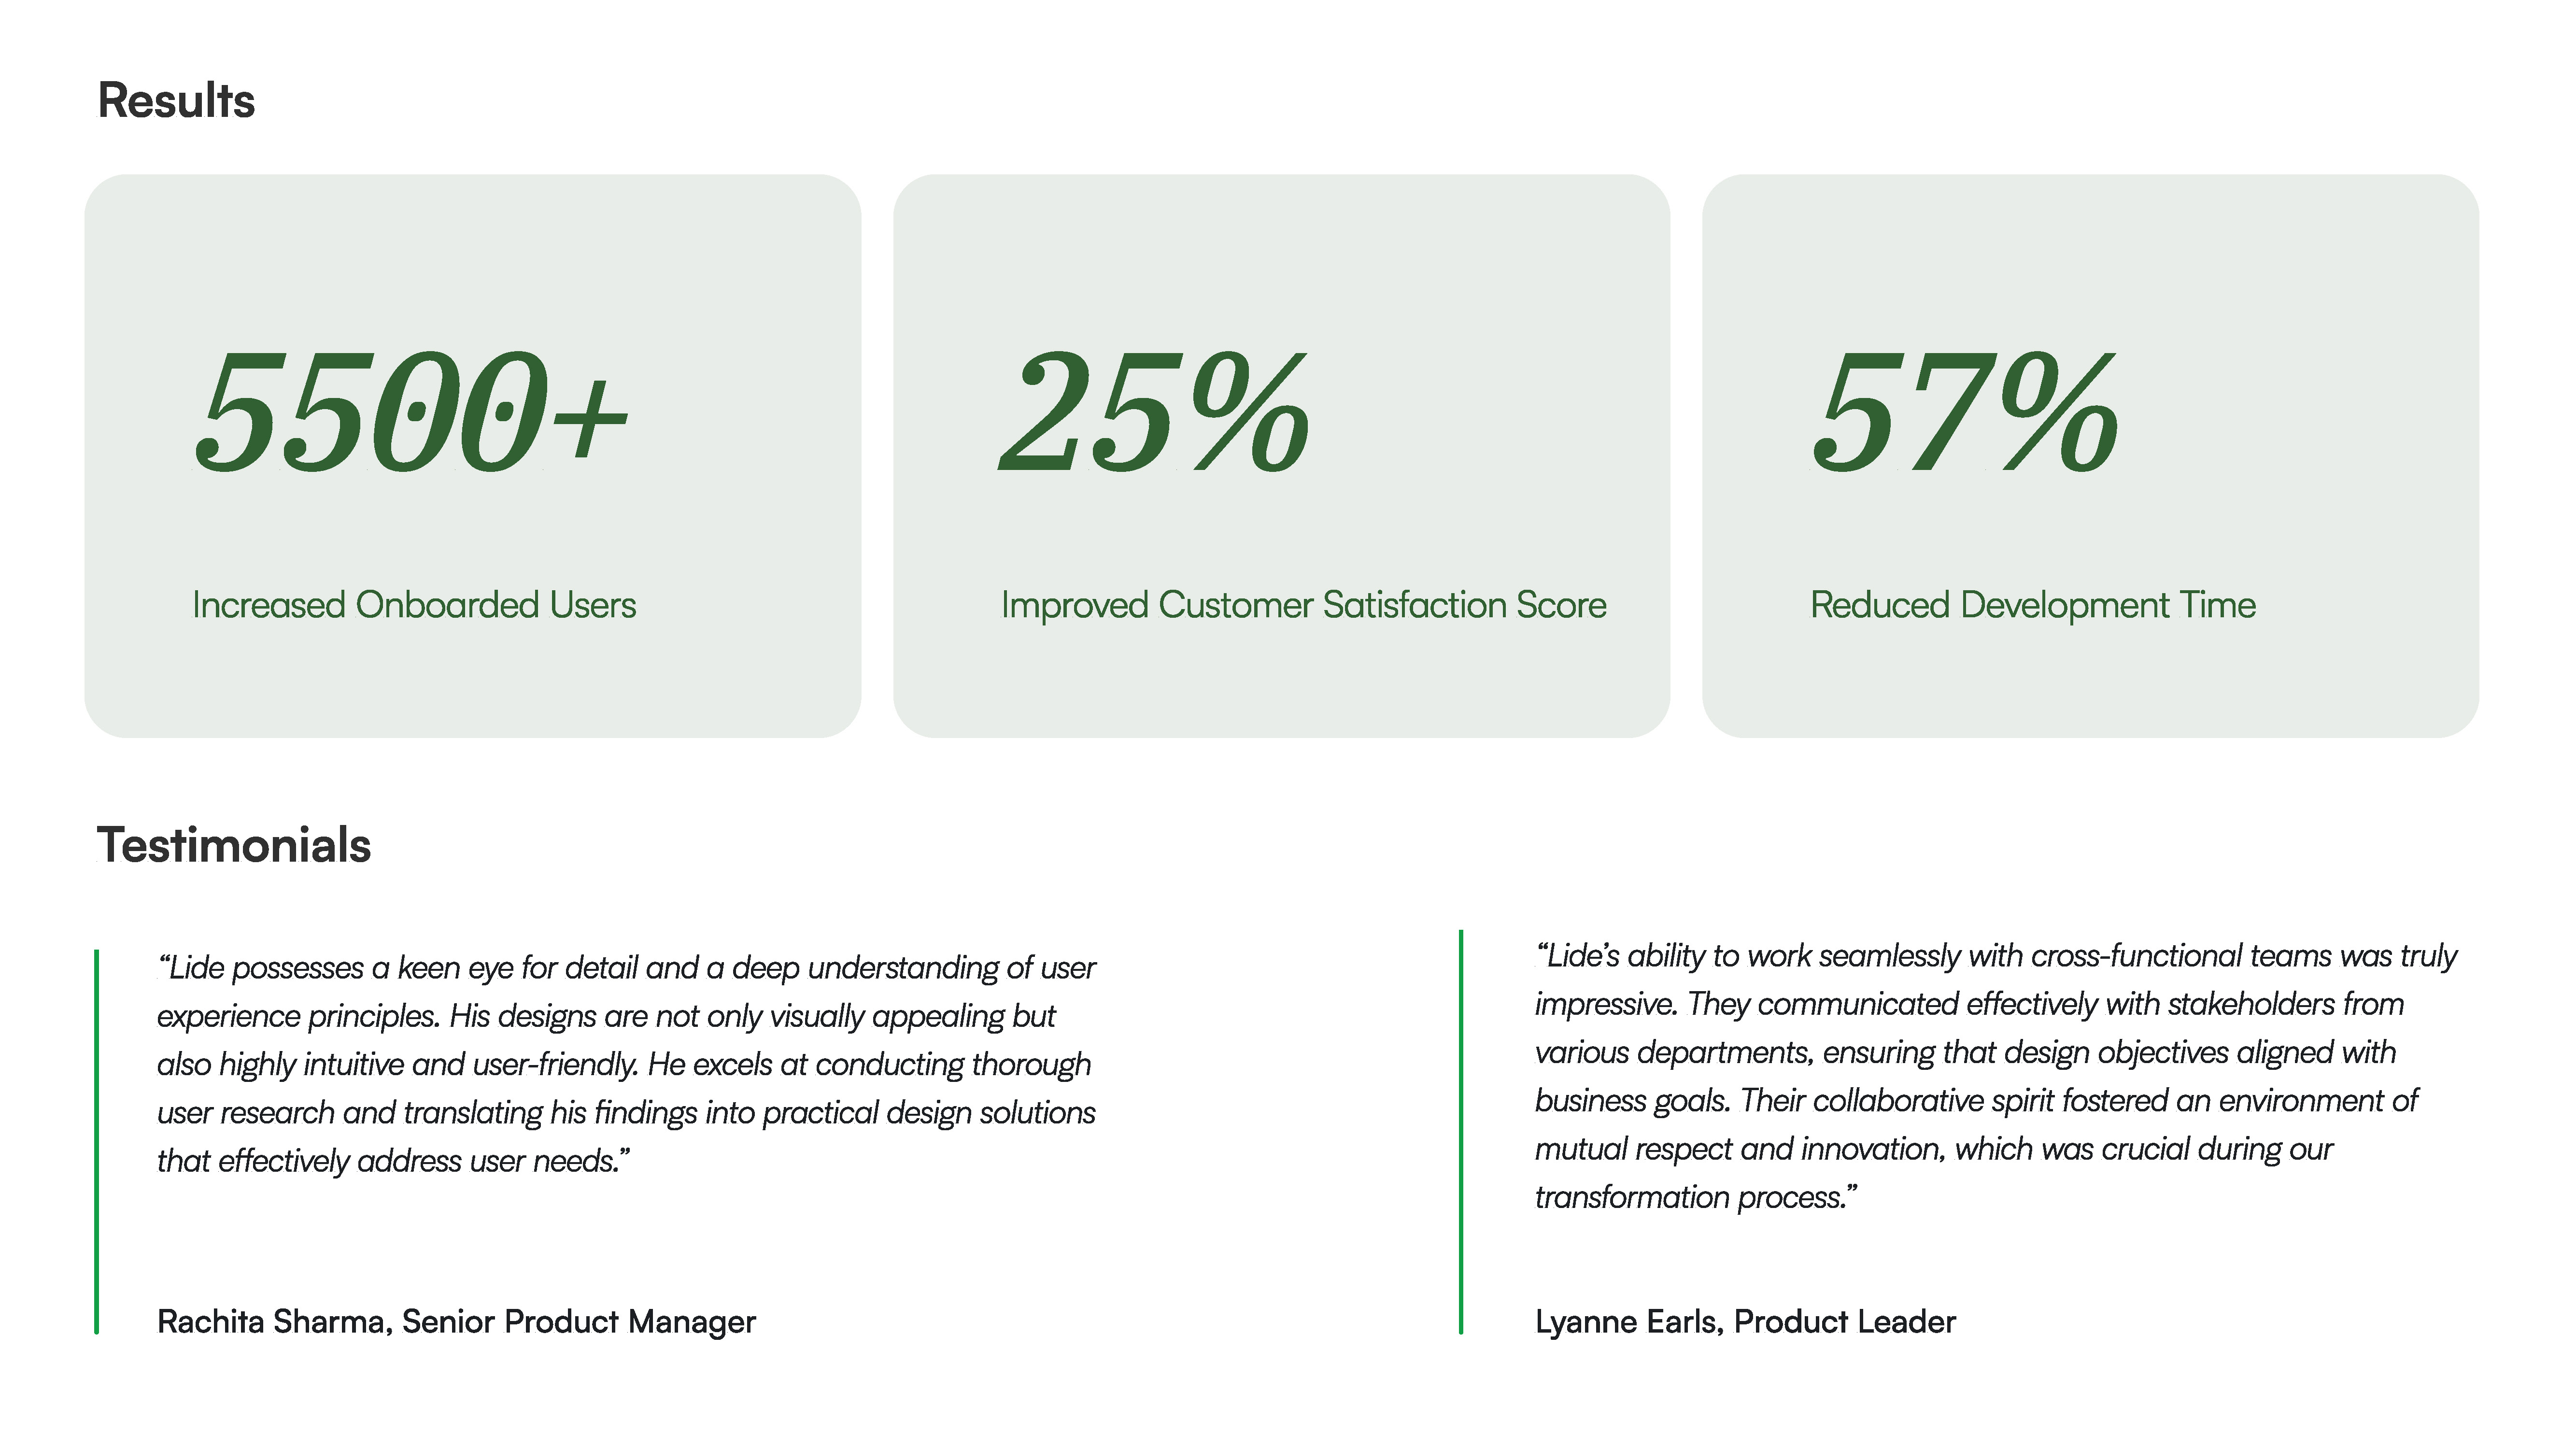 Results
5500+
Increased Onboarded Users
25%
Improved Customer Satisfaction Score
57%
Reduced Development Time
Testimonials
“Lide possesses a keen eye for detail and a deep understanding of user
experience principles. His designs are not only visually appealing but
also highly intuitive and user-friendly. He excels at conducting thorough
user research and translating his findings into practical design solutions
that effectively address user needs.”
Rachita Sharma, Senior Product Manager
“Lide’s ability to work seamlessly with cross-functional teams was truly
impressive. They communicated effectively with stakeholders from
various departments, ensuring that design objectives aligned with
business goals. Their collaborative spirit fostered an environment of
mutual respect and innovation, which was crucial during our
transformation process.”
Lyanne Earls, Product Leader